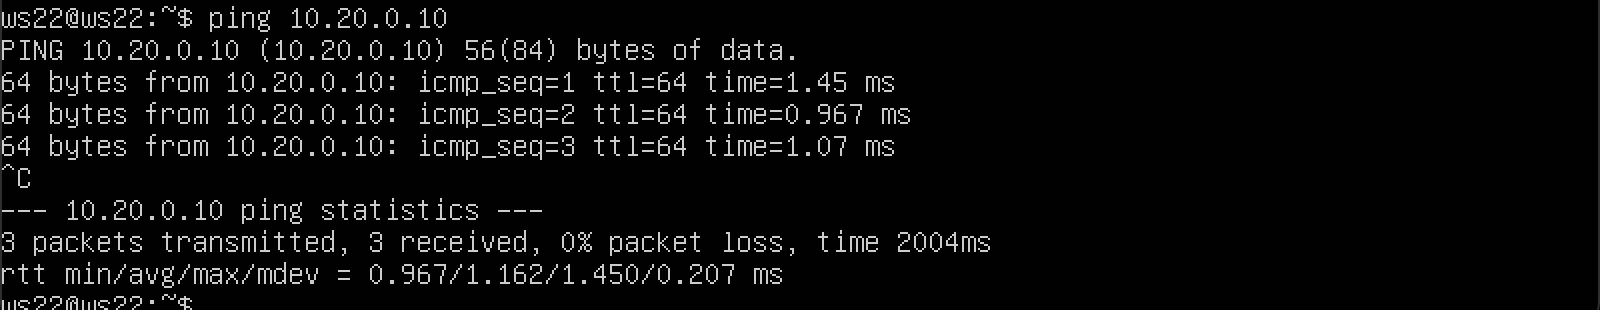 ws22@ws22:~$ ping 10.20.0.10
PING 10.20.0.10 (10.20.0.10) 56(84) bytes of data.
64 bytes from 10.20.0.10: icmp_seq=1 ttl=64 time=1.45 ms
64 bytes from 10.20.0.10: icmp_seq=2 ttl=64 time=0.967 ms
64 bytes from 10.20.0.10: icmp_seq=3 ttl=64 time=1.07 ms
^C
--- 10.20.0.10 ping statistics ---
3 packets transmitted, 3 received, 0% packet loss, time 2004ms
rtt min/avg/max/mdev = 0.967/1.162/1.450/0.207 ms
ws22@ws22:~$